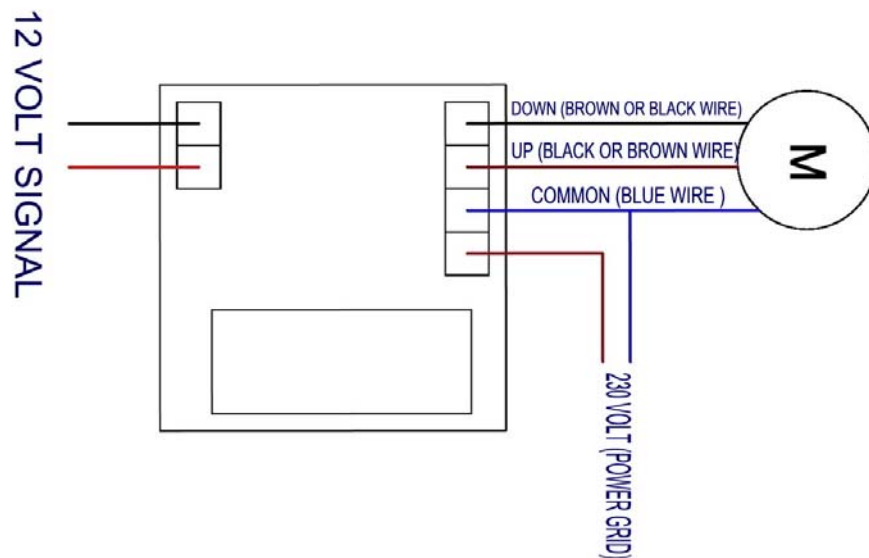 12 VOLT SIGNAL
DOWN (BROWN OR BLACK WIRE)
UP (BLACK OR BROWN WIRE)
COMMON (BLUE WIRE )
M
230 VOLT (POWER GRID)